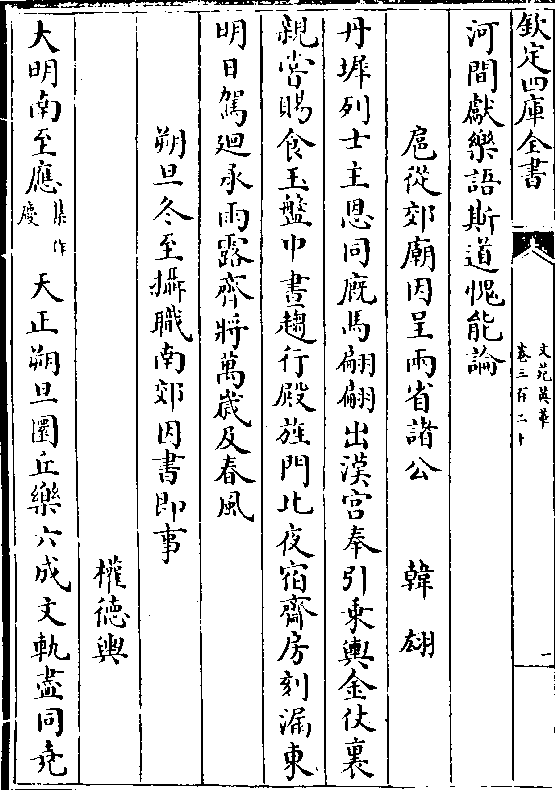 欽定四庫全書
文苑英華
卷三百二十
一
河間獻樂語斯道愧能論
扈從郊廟因呈兩省諸公　韓翃
丹墀列士主恩同廐馬翩翩出漢宮奉引乘輿金仗裏
親嘗賜食玉盤中晝趨行殿旌門北夜宿齋房刻漏東
明日駕廻承雨露齊將萬歲及春風
朔旦冬至攝職南郊因書即事
權德輿
大明南至應集作慶天正朔旦圜丘樂六成文軌盡同堯